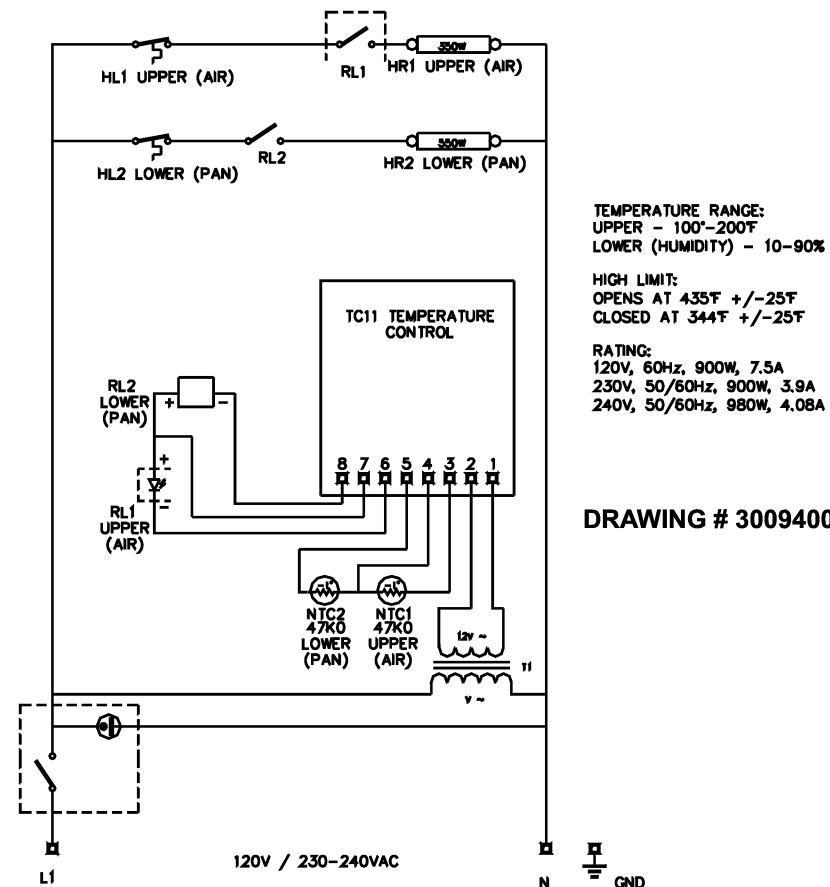 350W
HL1 UPPER (AIR)
RL1
HR1 UPPER (AIR)
550W
HL2 LOWER (PAN)
RL2
HR2 LOWER (PAN)
TEMPERATURE RANGE:
UPPER - 100°-200°F
LOWER (HUMIDITY) - 10-90%
HIGH LIMIT:
OPENS AT 435°F +/-25°F
CLOSED AT 344°F +/-25°F
RATING:
120V, 60Hz, 900W, 7.5A
230V, 50/60Hz, 900W, 3.9A
240V, 50/60Hz, 980W, 4.08A
TC11 TEMPERATURE
CONTROL
8 7 6 5 4 3 2 1
RL2
LOWER
(PAN)
+ -
+
-
RL1
UPPER
(AIR)
DRAWING # 3009400
NTC2
47K0
LOWER
(PAN)
NTC1
47K0
UPPER
(AIR)
12V ~
T1
V ~
120V / 230-240VAC
L1
N
GND